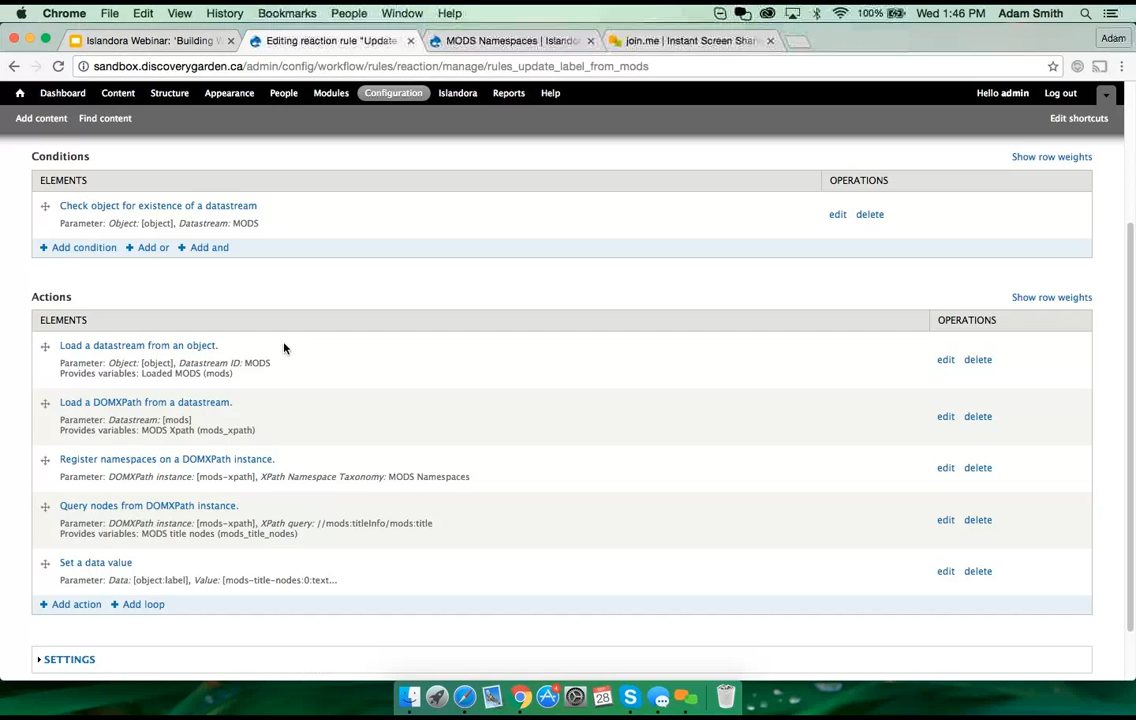 Chrome File Edit View History Bookmarks People Window Help 100% Wed 1:46 PM Adam Smith
Islandora Webinar: 'Building W Editing reaction rule "Update MODS Namespaces | Islandor join.me | Instant Screen Shar Adam
sandbox.discoverygarden.ca/admin/config/workflow/rules/reaction/manage/rules_update_label_from_mods
Dashboard Content Structure Appearance People Modules Configuration Islandora Reports Help Hello admin Log out
Add content Find content Edit shortcuts
Conditions Show row weights
ELEMENTS OPERATIONS
Check object for existence of a datastream
Parameter: Object: [object], Datastream: MODS edit delete
Add condition Add or Add and
Actions Show row weights
ELEMENTS OPERATIONS
Load a datastream from an object.
Parameter: Object: [object], Datastream ID: MODS edit delete
Provides variables: Loaded MODS (mods)
Load a DOMXPath from a datastream.
Parameter: Datastream: [mods] edit delete
Provides variables: MODS Xpath (mods_xpath)
Register namespaces on a DOMXPath instance.
Parameter: DOMXPath instance: [mods-xpath], XPath Namespace Taxonomy: MODS Namespaces edit delete
Query nodes from DOMXPath instance.
Parameter: DOMXPath instance: [mods-xpath], XPath query: //mods:titleInfo/mods:title edit delete
Provides variables: MODS title nodes (mods_title_nodes)
Set a data value
Parameter: Data: [object:label], Value: [mods-title-nodes:0:text... edit delete
Add action Add loop
SETTINGS
28